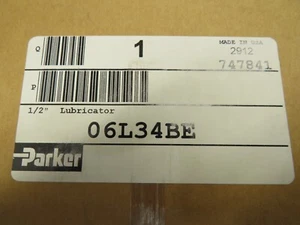 Q
1
MADE IN USA
2912
747841
P
1/2" Lubricator
06L34BE
Parker